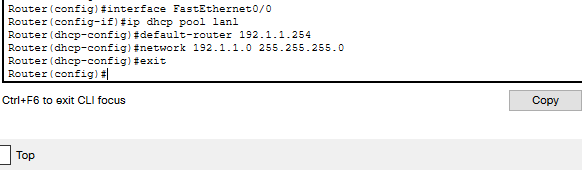 Router(config)#interface FastEthernet0/0
Router(config-if)#ip dhcp pool lan1
Router(dhcp-config)#default-router 192.1.1.254
Router(dhcp-config)#network 192.1.1.0 255.255.255.0
Router(dhcp-config)#exit
Router(config)#
Ctrl+F6 to exit CLI focus
Copy
Top